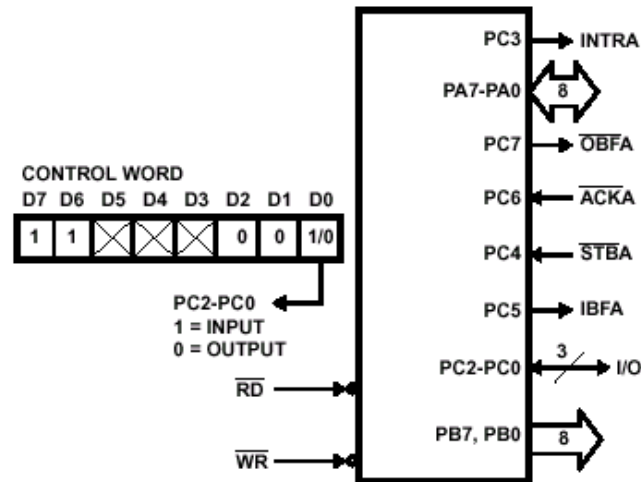 CONTROL WORD
D7 D6 D5 D4 D3 D2 D1 D0
1 1 0 0 1/0
PC2-PC0
1 = INPUT
0 = OUTPUT
RD
WR
PC3 INTRA
PA7-PA0 8
PC7 OBFA
PC6 ACKA
PC4 STBA
PC5 IBFA
PC2-PC0 3 I/O
PB7, PB0 8